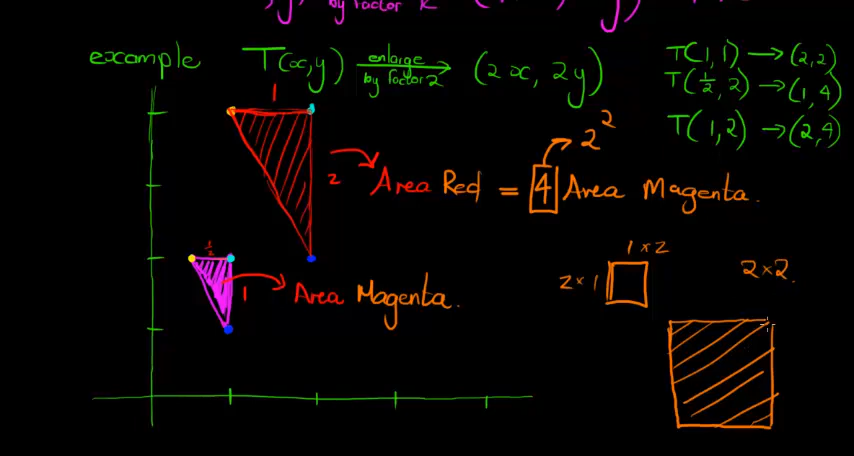 by factor k
example T(x,y) enlarge by factor 2 → (2x, 2y)
T(1,1) → (2,2)
T(1/2, 2) → (1,4)
T(1,2) → (2,4)
1
2
Area Red = 4 Area Magenta.
→ 2²
1/2
1
Area Magenta.
1×2
2×1
2×2.